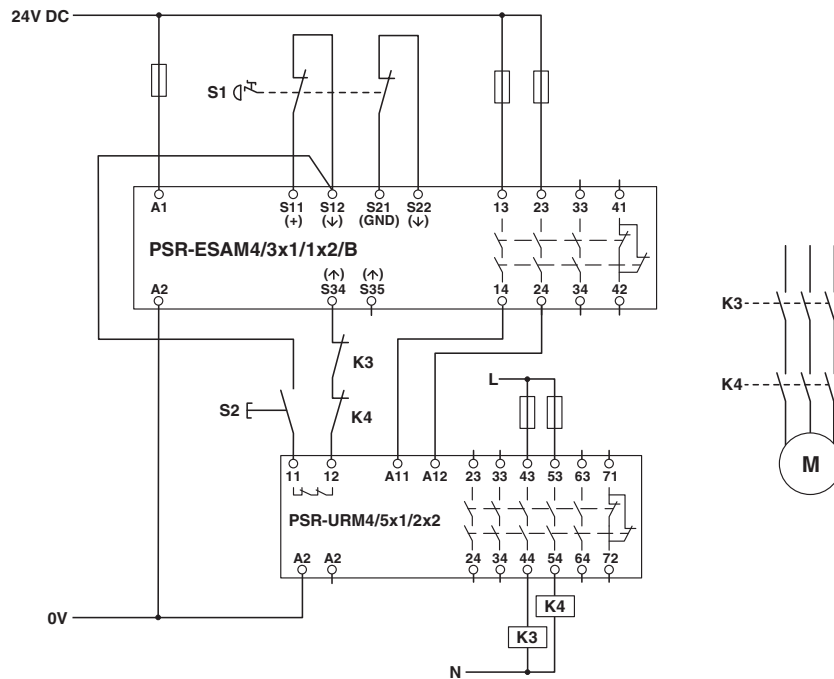 24V DC
S1
A1 S11 S12 S21 S22 13 23 33 41
(+) (↓) (GND) (↓)
PSR-ESAM4/3x1/1x2/B
(↑) (↑)
A2 S34 S35 14 24 34 42
K3
K3
L
K4
S2 K4
M
11 12 A11 A12 23 33 43 53 63 71
PSR-URM4/5x1/2x2
A2 A2 24 34 44 54 64 72
K4
0V
K3
N